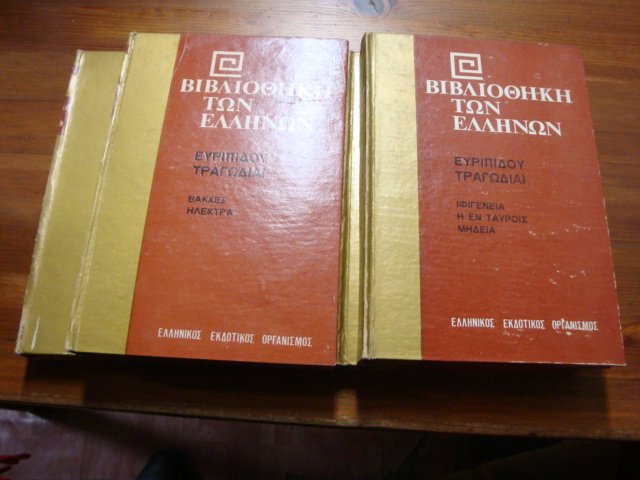 ΒΙΒΛΙΟΘΗΚΗ
ΤΩΝ
ΕΛΛΗΝΩΝ
ΕΥΡΙΠΙΔΟΥ
ΤΡΑΓΩΔΙΑΙ
ΒΑΚΧΕΣ
ΗΛΕΚΤΡΑ
ΕΛΛΗΝΙΚΟΣ ΕΚΔΟΤΙΚΟΣ ΟΡΓΑΝΙΣΜΟΣ
ΒΙΒΛΙΟΘΗΚΗ
ΤΩΝ
ΕΛΛΗΝΩΝ
ΕΥΡΙΠΙΔΟΥ
ΤΡΑΓΩΔΙΑΙ
ΙΦΙΓΕΝΕΙΑ
Η ΕΝ ΤΑΥΡΟΙΣ
ΜΗΔΕΙΑ
ΕΛΛΗΝΙΚΟΣ ΕΚΔΟΤΙΚΟΣ ΟΡΓΑΝΙΣΜΟΣ